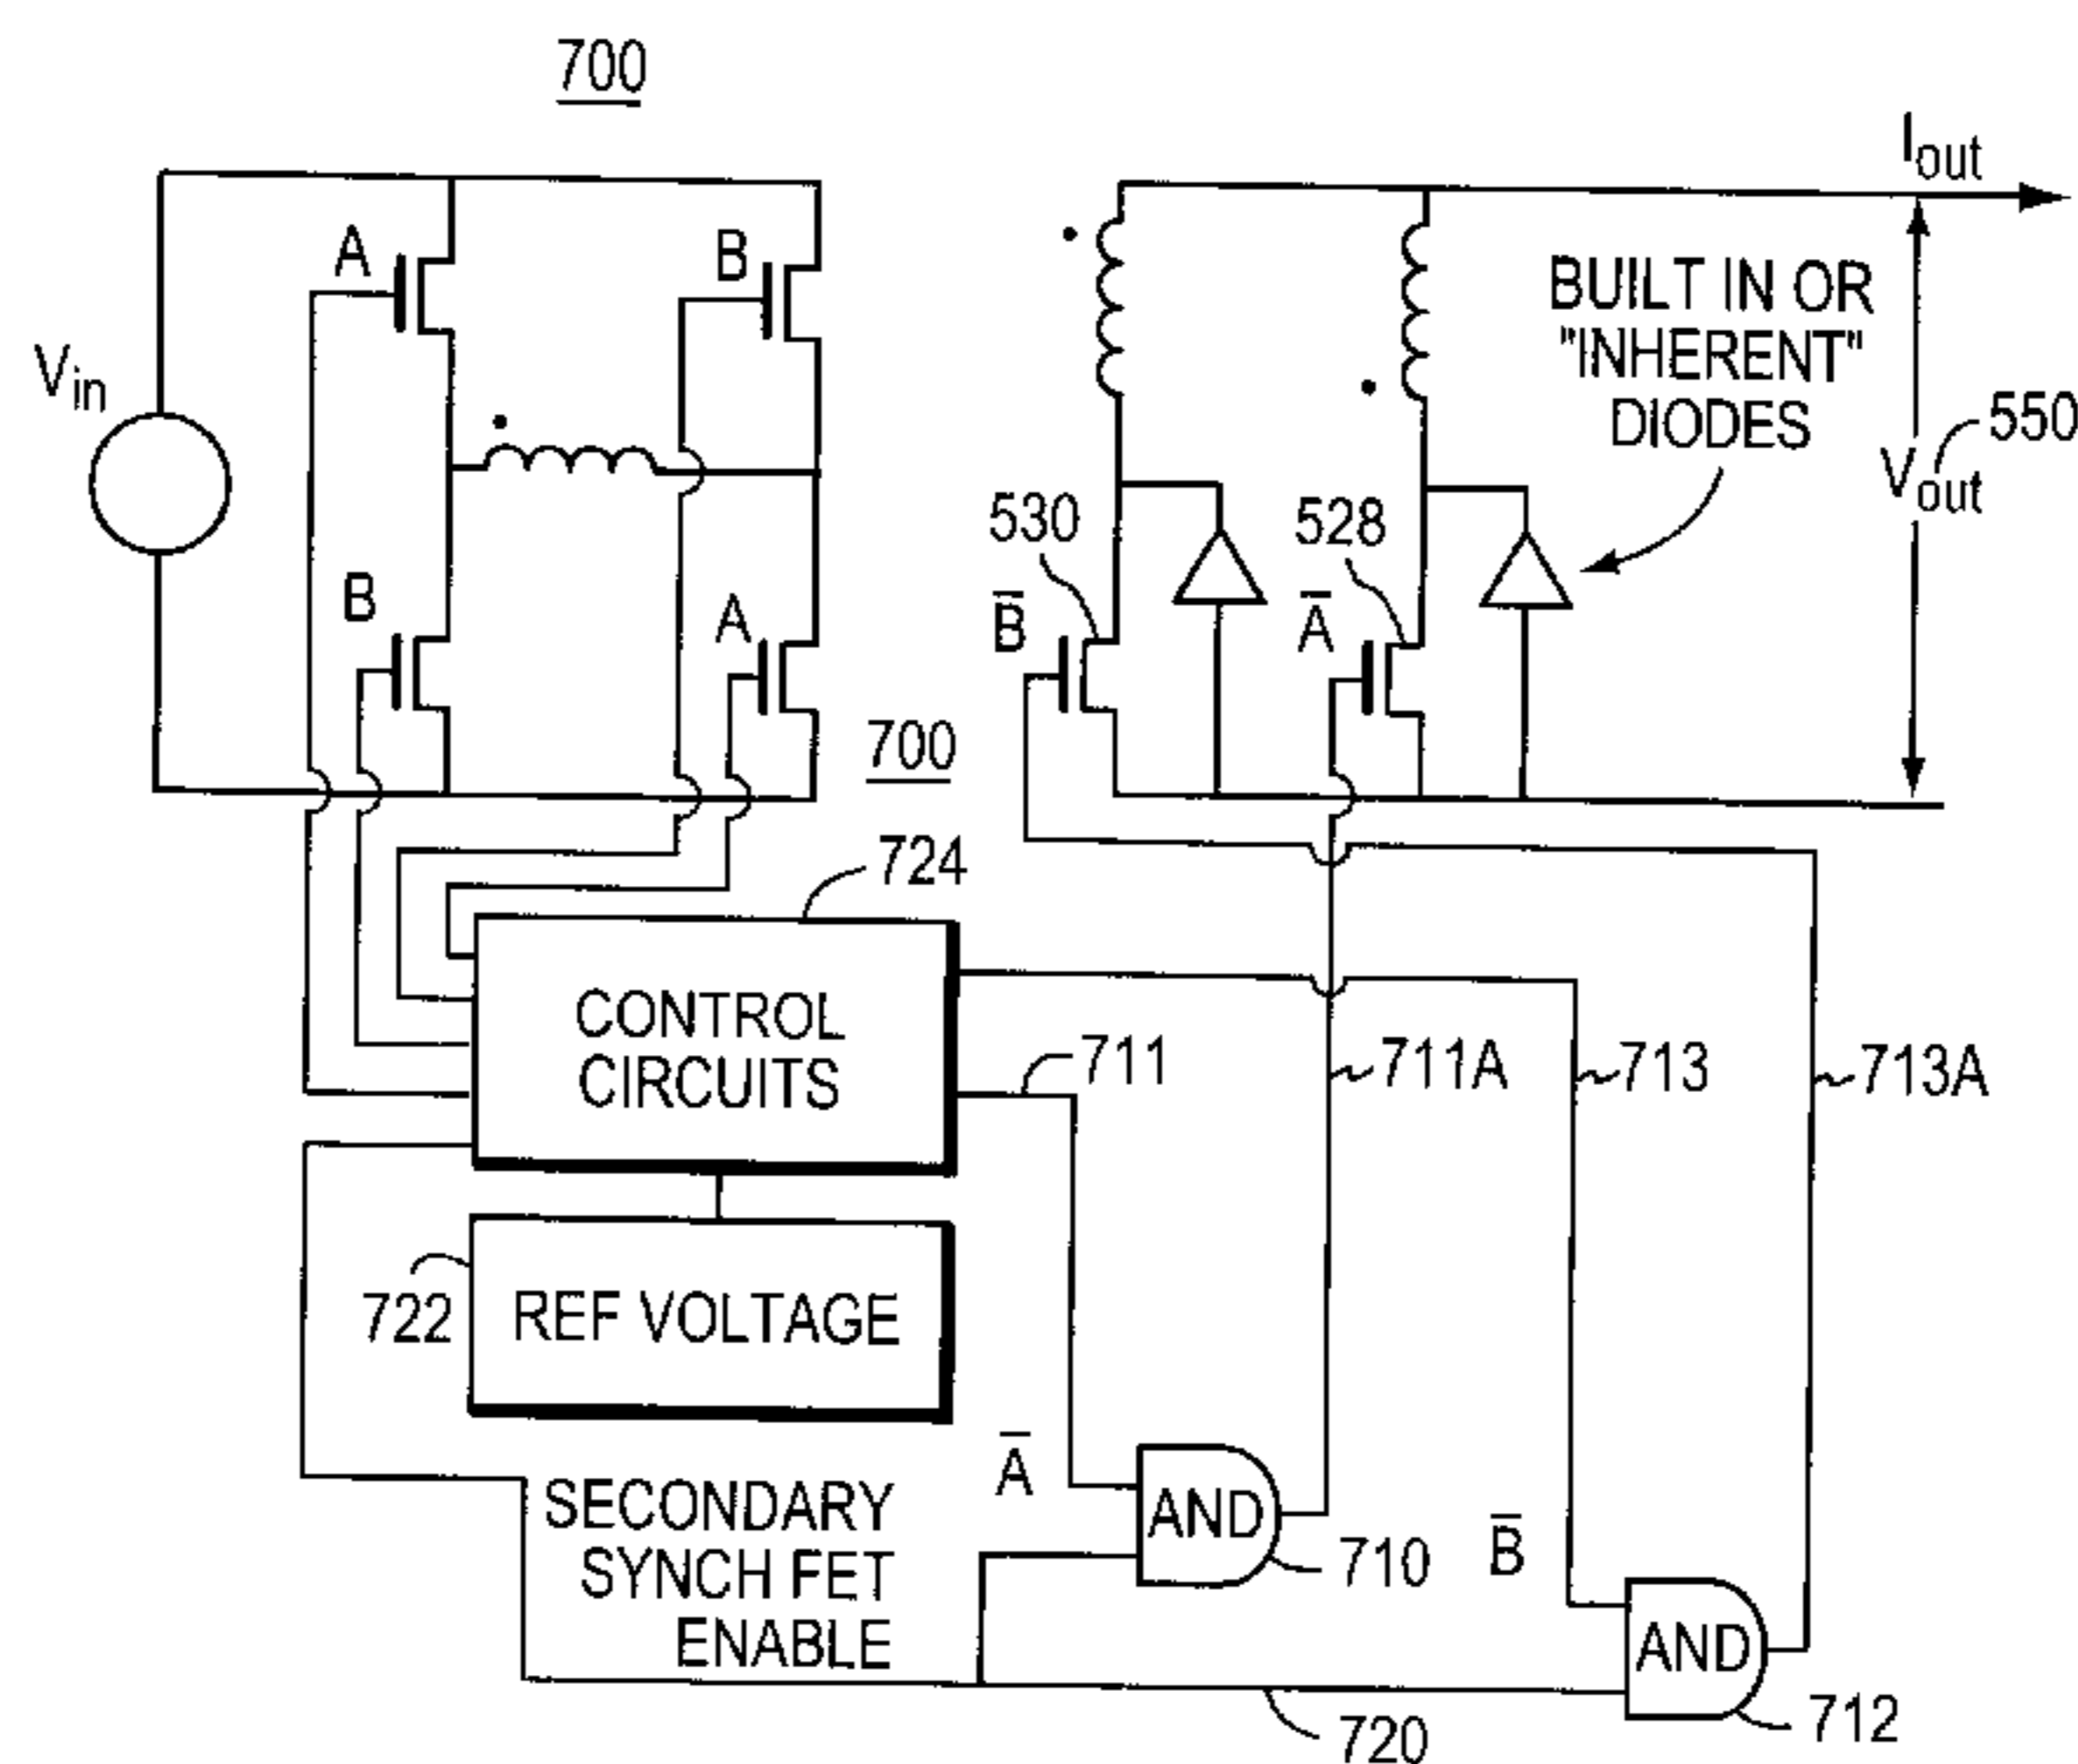 700
Iout
A
B
BUILT IN OR
"INHERENT"
DIODES
Vin
550
Vout
530
528
B
B̅
A̅
A
700
724
CONTROL
CIRCUITS
711
711A
713
713A
722
REF VOLTAGE
A̅
SECONDARY
SYNCH FET
ENABLE
AND
710
B̅
AND
712
720